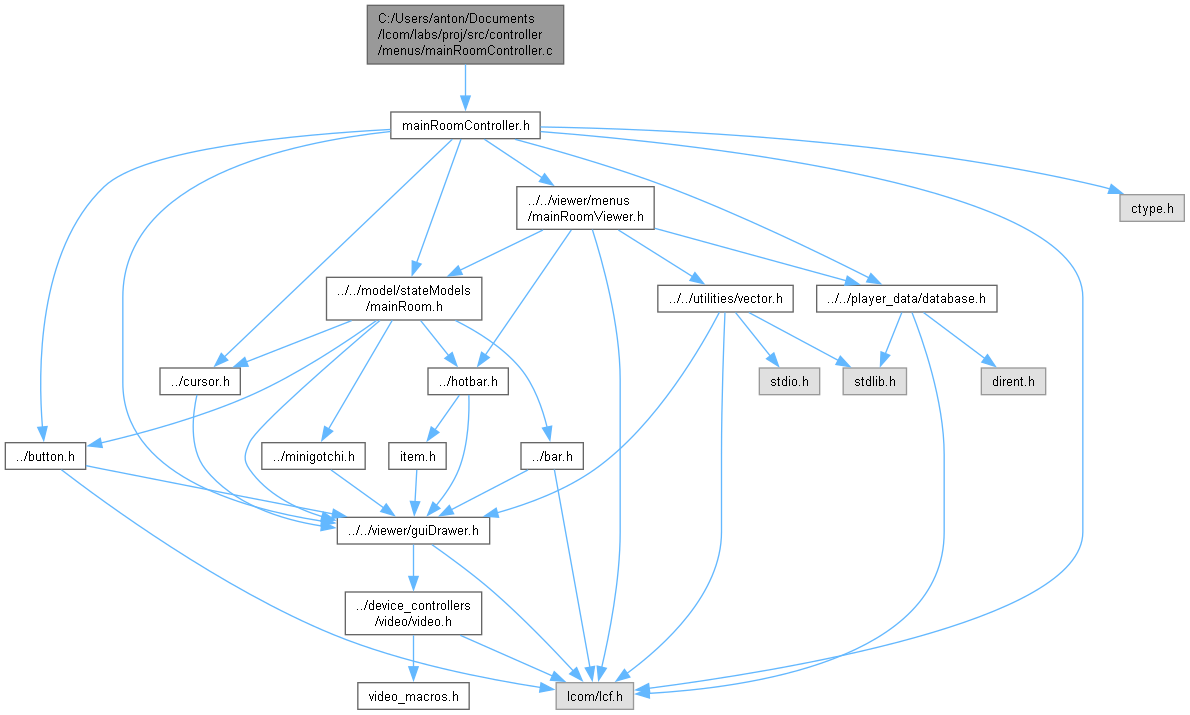 C:/Users/anton/Documents
/lcom/labs/proj/src/controller
/menus/mainRoomController.c
mainRoomController.h
../../viewer/menus
/mainRoomViewer.h
ctype.h
../../model/stateModels
/mainRoom.h
../../utilities/vector.h
../../player_data/database.h
../cursor.h
../hotbar.h
stdio.h
stdlib.h
dirent.h
../button.h
../minigotchi.h
item.h
../bar.h
../../viewer/guiDrawer.h
../device_controllers
/video/video.h
video_macros.h
lcom/lcf.h